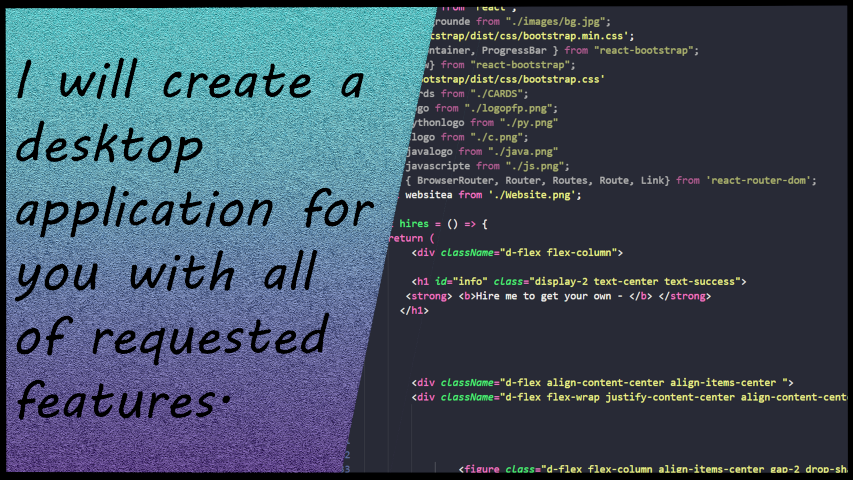 I will create a
desktop
application for
you with all
of requested
features.
from "react";
grounde from "./images/bg.jpg";
tstrap/dist/css/bootstrap.min.css';
ontainer, ProgressBar } from "react-bootstrap";
} from "react-bootstrap";
ootstrap/dist/css/bootstrap.css'
rds from "./CARDS";
go from "./logopfp.png";
ythonlogo from "./py.png"
logo from "./c.png";
javalogo from "./java.png"
javascripte from "./js.png";
{ BrowserRouter, Router, Routes, Route, Link} from 'react-router-dom';
websitea from './Website.png';
hires = () => {
return (
<div className="d-flex flex-column">
<h1 id="info" class="display-2 text-center text-success">
<strong> <b>Hire me to get your own - </b> </strong>
</h1>
<div className="d-flex align-content-center align-items-center ">
<div className="d-flex flex-wrap justify-content-center align-content-cent
2
3 <figure class="d-flex flex-column align-items-center gap-2 drop-sha